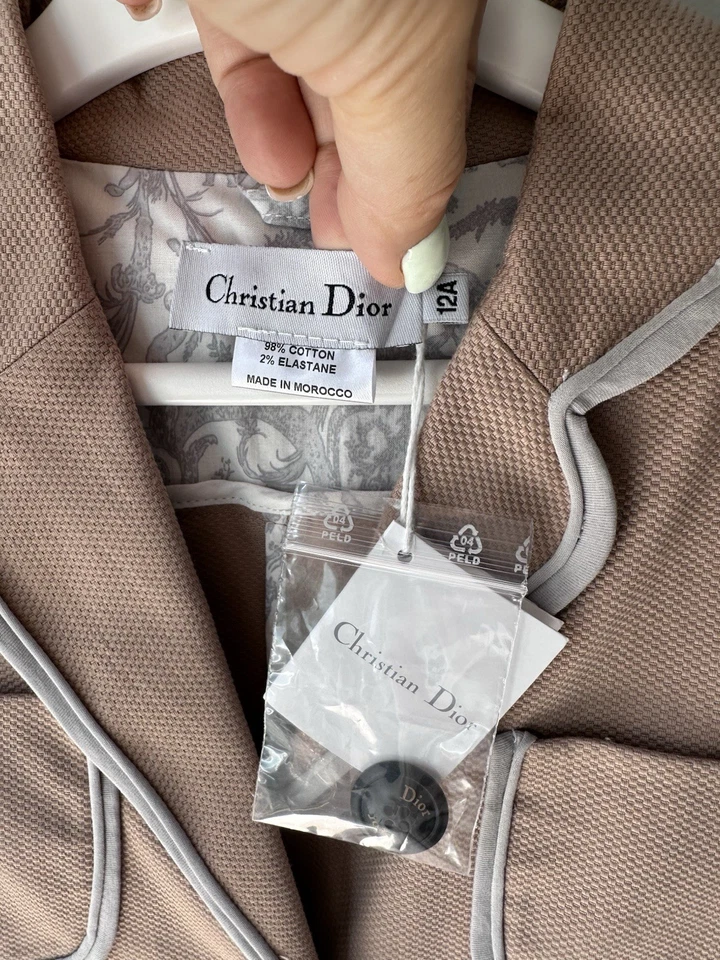 Christian Dior
12A
98% COTTON
2% ELASTANE
MADE IN MOROCCO
04
PELD
04
PELD
Christian Dior
Dior